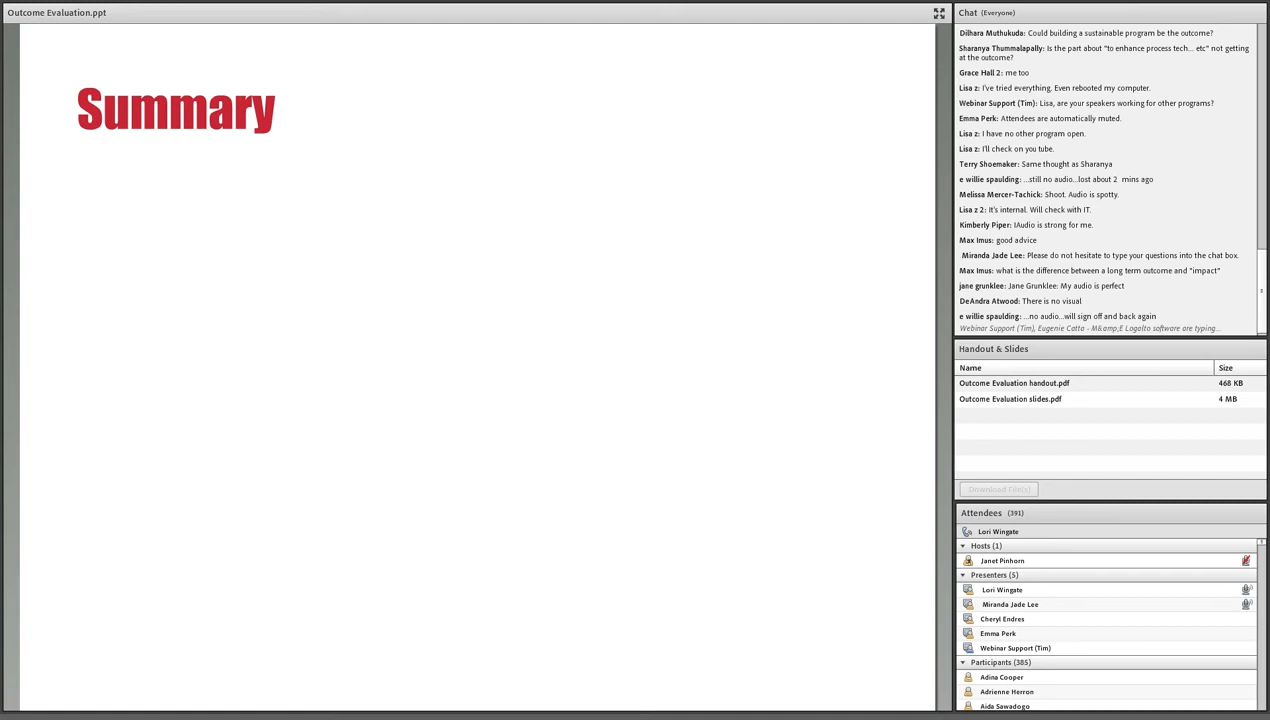 Outcome Evaluation.ppt
Summary
Chat (Everyone)
Dilhara Muthukuda: Could building a sustainable program be the outcome?
Sharanya Thummalapally: Is the part about "to enhance process tech... etc" not getting
at the outcome?
Grace Hall 2: me too
Lisa z: I've tried everything. Even rebooted my computer.
Webinar Support (Tim): Lisa, are your speakers working for other programs?
Emma Perk: Attendees are automatically muted.
Lisa z: I have no other program open.
Lisa z: I'll check on you tube.
Terry Shoemaker: Same thought as Sharanya
e willie spaulding: ...still no audio...lost about 2 mins ago
Melissa Mercer-Tachick: Shoot. Audio is spotty.
Lisa z 2: It's internal. Will check with IT.
Kimberly Piper: IAudio is strong for me.
Max Imus: good advice
Miranda Jade Lee: Please do not hesitate to type your questions into the chat box.
Max Imus: what is the difference between a long term outcome and "impact"
jane grunklee: Jane Grunklee: My audio is perfect
DeAndra Atwood: There is no visual
e willie spaulding: ...no audio...will sign off and back again
Webinar Support (Tim), Eugenie Catta - M&amp;E Logalto software are typing...
Handout & Slides
Name Size
Outcome Evaluation handout.pdf 468 KB
Outcome Evaluation slides.pdf 4 MB
Download File(s)
Attendees (391)
Lori Wingate
Hosts (1)
Janet Pinhorn
Presenters (5)
Lori Wingate
Miranda Jade Lee
Cheryl Endres
Emma Perk
Webinar Support (Tim)
Participants (385)
Adina Cooper
Adrienne Herron
Aida Sawadogo